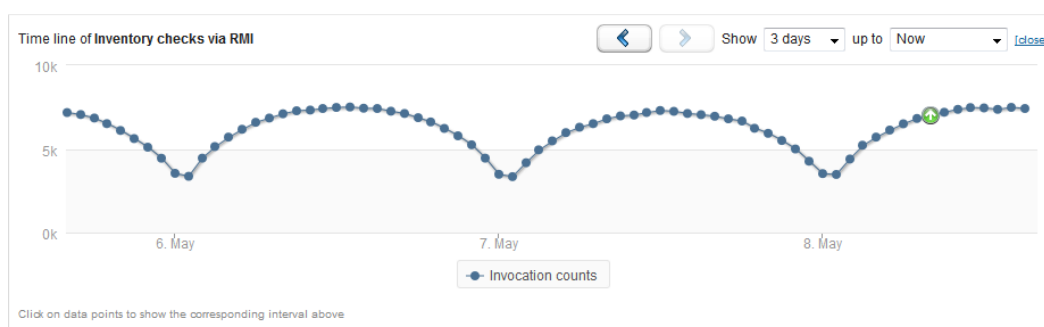 Time line of Inventory checks via RMI Show 3 days up to Now [close
10k
5k
0k
6. May 7. May 8. May
Invocation counts
Click on data points to show the corresponding interval above